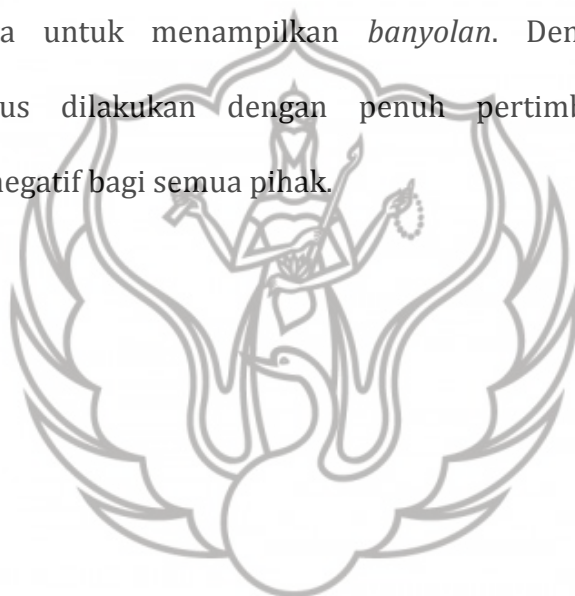 a untuk menampilkan banyolan. Den
us dilakukan dengan penuh pertimb
negatif bagi semua pihak.